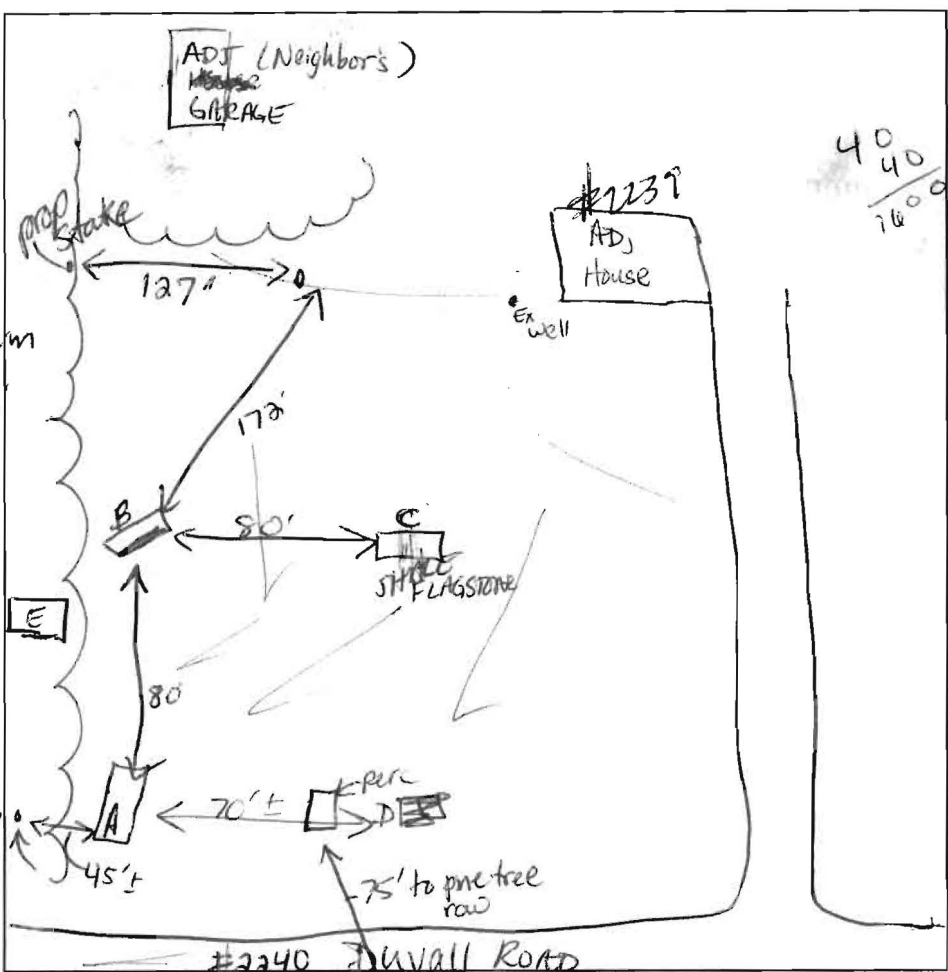 ADJ (Neighbor's)
GARAGE
40
40
1600
prop
stake
127'
#2239
ADJ
House
Ex
well
m
172'
B
80'
C
SHALE
FLAGSTONE
E
80'
perc
A
70' ±
D
45' ±
75' to pine tree
row
#2240 Duvall ROAD